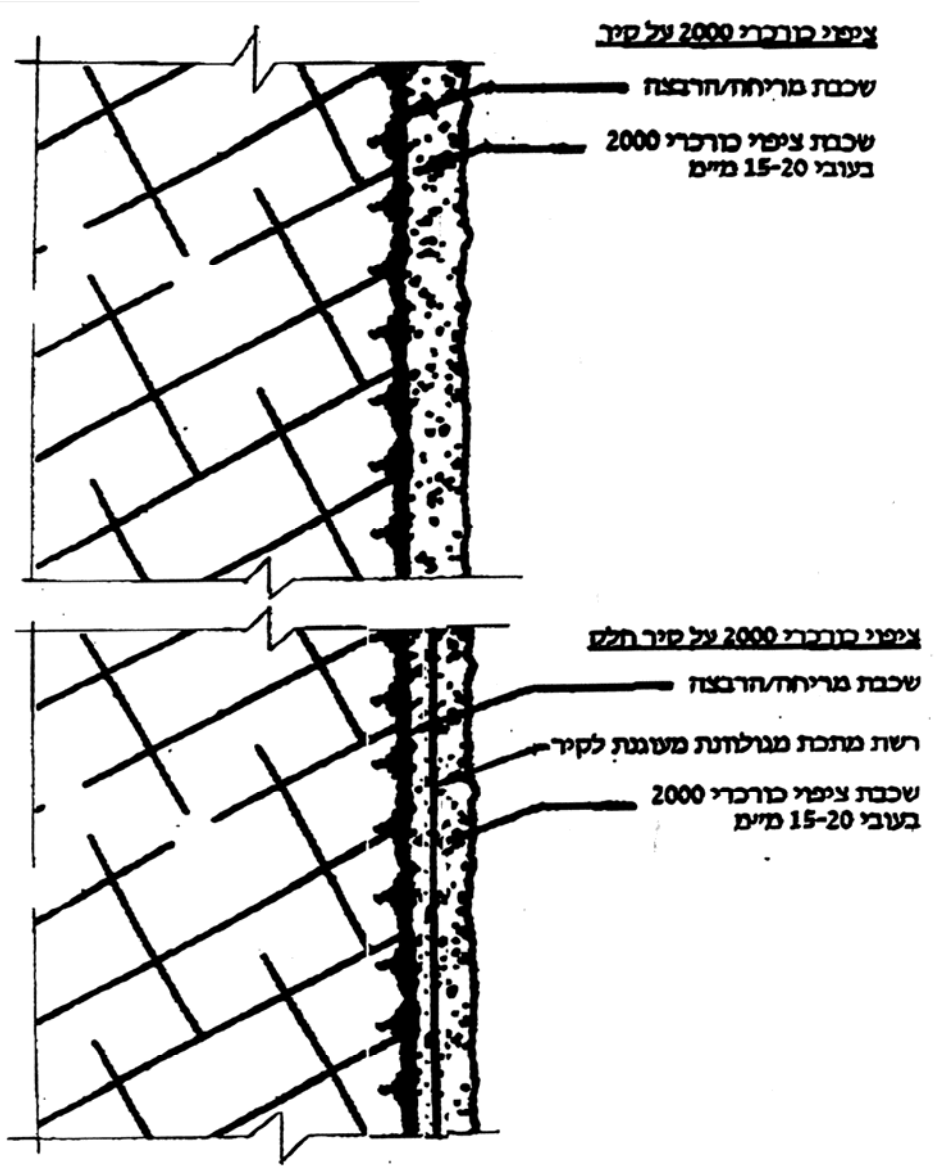 ציפוי כורכרי 2000 על קיר
שכבת מריחה/הרבצה
שכבת ציפוי כורכרי 2000
בעובי 15-20 מ״מ
ציפוי כורכרי 2000 על קיר חלק
שכבת מריחה/הרבצה
רשת מתכת מגולוונת מעוגנת לקיר
שכבת ציפוי כורכרי 2000
בעובי 15-20 מ״מ